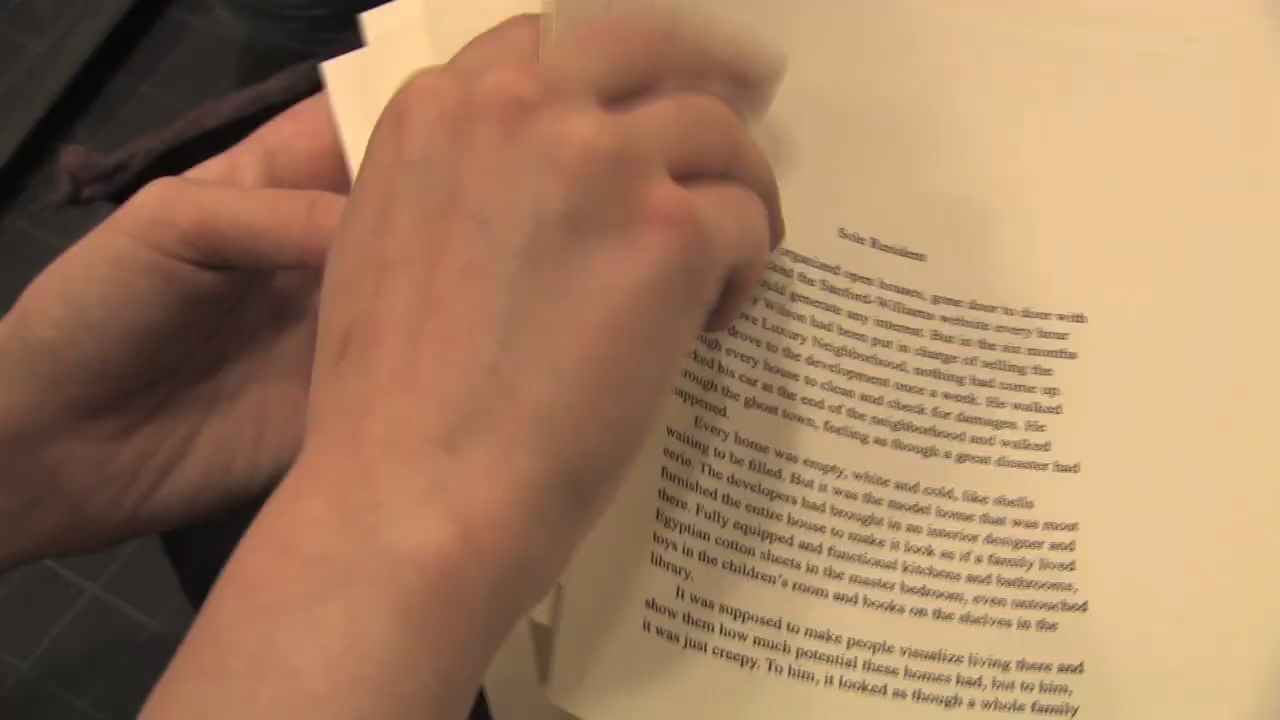 Sole Resident
organized open houses, gone door to door with
the Sanford-Williams website every hour
could generate any interest. But in the six months
Wilson had been put in charge of selling the
Luxury Neighborhood, nothing had come up.
drove to the development once a week. He walked
every house to clean and check for damages. He
his car at the end of the neighborhood and walked
through the ghost town, feeling as though a great disaster had
happened.
Every home was empty, white and cold, like shells
waiting to be filled. But it was the model home that was most
eerie. The developers had brought in an interior designer and
furnished the entire house to make it look as if a family lived
there. Fully equipped and functional kitchens and bathrooms,
Egyptian cotton sheets in the master bedroom, even untouched
toys in the children's room and books on the shelves in the
library.
It was supposed to make people visualize living there and
show them how much potential these homes had, but to him,
it was just creepy. To him, it looked as though a whole family